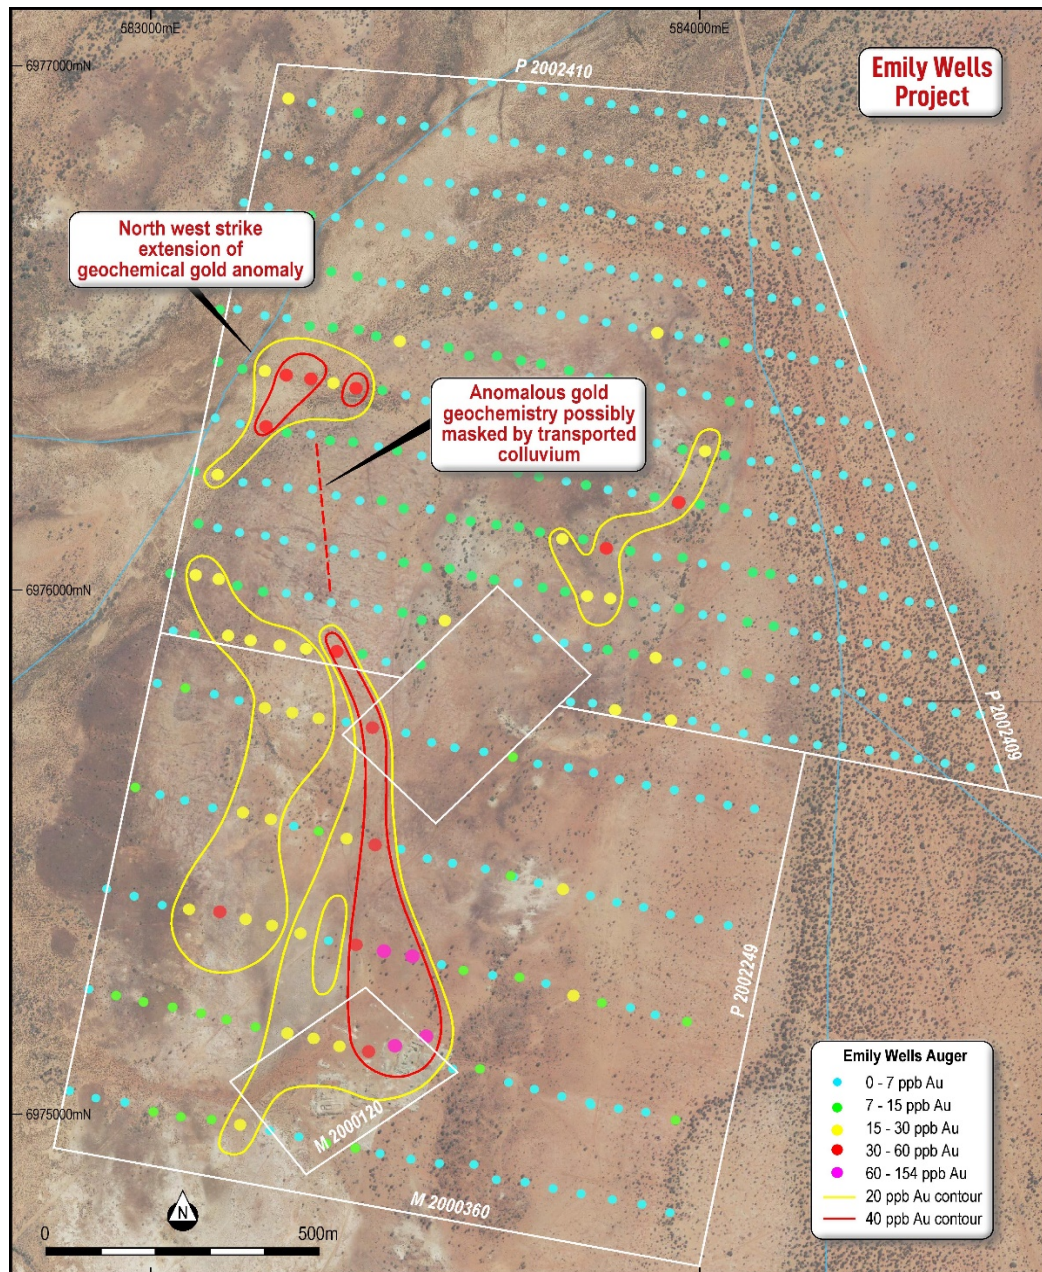 583000mE
584000mE
6977000mN
P 2002410
Emily Wells
Project
North west strike
extension of
geochemical gold anomaly
Anomalous gold
geochemistry possibly
masked by transported
colluvium
6976000mN
P 2002409
P 2002249
6975000mN
M 2000120
M 2000360
N
0
500m
Emily Wells Auger
0 - 7 ppb Au
7 - 15 ppb Au
15 - 30 ppb Au
30 - 60 ppb Au
60 - 154 ppb Au
20 ppb Au contour
40 ppb Au contour